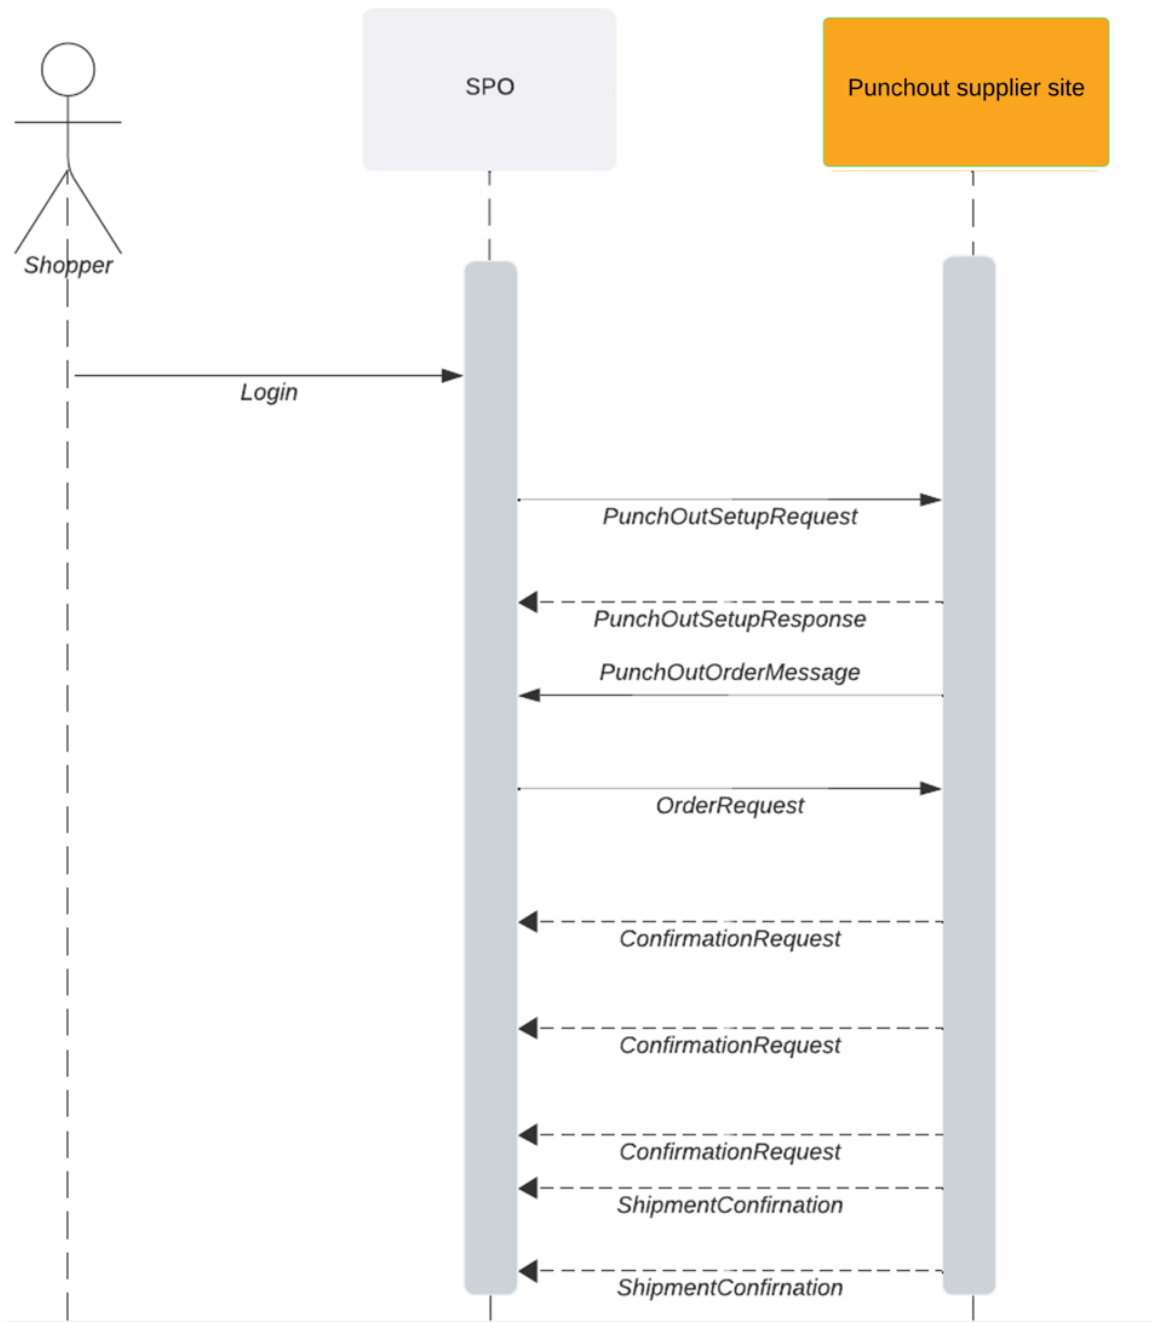 SPO
Punchout supplier site
Shopper
Login
PunchOutSetupRequest
PunchOutSetupResponse
PunchOutOrderMessage
OrderRequest
ConfirmationRequest
ConfirmationRequest
ConfirmationRequest
ShipmentConfirnation
ShipmentConfirnation